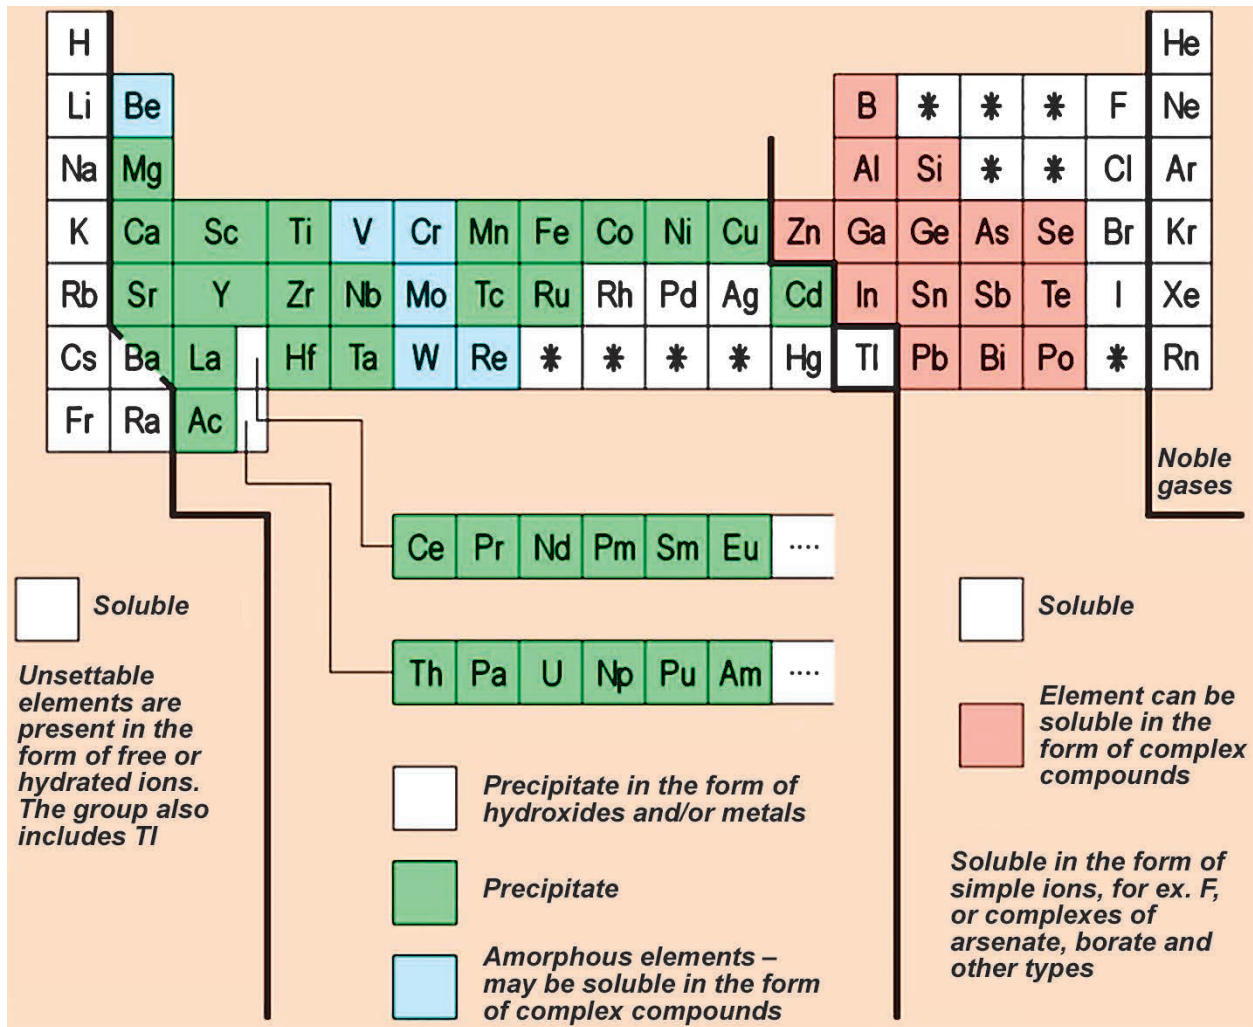 H He
Li Be B * * * F Ne
Na Mg Al Si * * Cl Ar
K Ca Sc Ti V Cr Mn Fe Co Ni Cu Zn Ga Ge As Se Br Kr
Rb Sr Y Zr Nb Mo Tc Ru Rh Pd Ag Cd In Sn Sb Te I Xe
Cs Ba La Hf Ta W Re * * * * Hg Tl Pb Bi Po * Rn
Fr Ra Ac
Noble
gases
Ce Pr Nd Pm Sm Eu ....
Th Pa U Np Pu Am ....
Soluble
Unsettable
elements are
present in the
form of free or
hydrated ions.
The group also
includes Tl
Precipitate in the form of
hydroxides and/or metals
Precipitate
Amorphous elements –
may be soluble in the form
of complex compounds
Soluble
Element can be
soluble in the
form of complex
compounds
Soluble in the form of
simple ions, for ex. F,
or complexes of
arsenate, borate and
other types